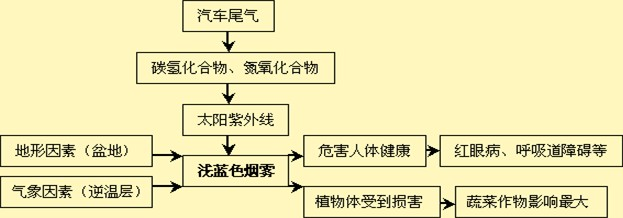 汽车尾气
碳氢化合物、氮氧化合物
太阳紫外线
地形因素（盆地）
浅蓝色烟雾
危害人体健康
红眼病、呼吸道障碍等
气象因素（逆温层）
植物体受到损害
蔬菜作物影响最大